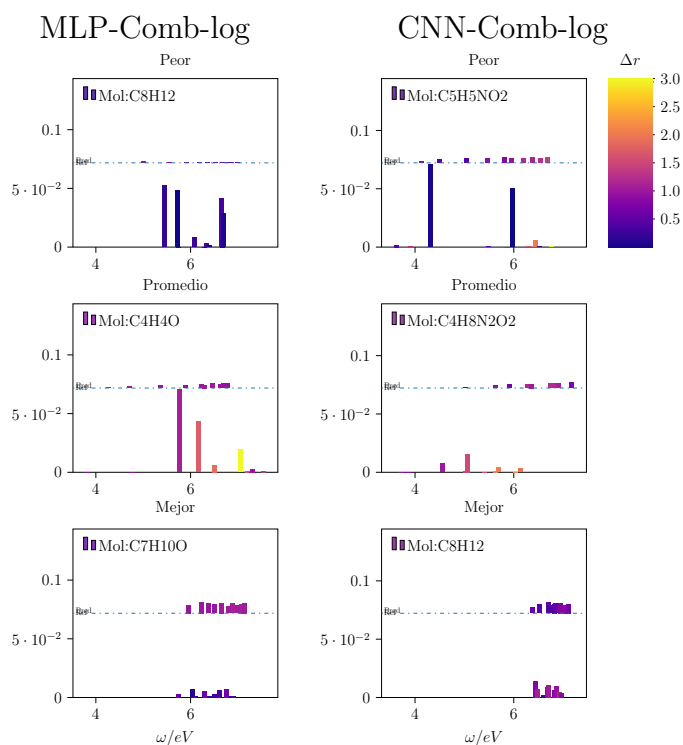 MLP-Comb-log
CNN-Comb-log
Peor
Peor
Δr
Mol:C8H12
Mol:C5H5NO2
3.0
2.5
2.0
1.5
1.0
0.5
0.1
5 · 10⁻²
0
4
6
0.1
5 · 10⁻²
0
4
6
Promedio
Promedio
Mol:C4H4O
Mol:C4H8N2O2
0.1
5 · 10⁻²
0
4
6
0.1
5 · 10⁻²
0
4
6
Mejor
Mejor
Mol:C7H10O
Mol:C8H12
0.1
5 · 10⁻²
0
4
6
ω/eV
0.1
5 · 10⁻²
0
4
6
ω/eV